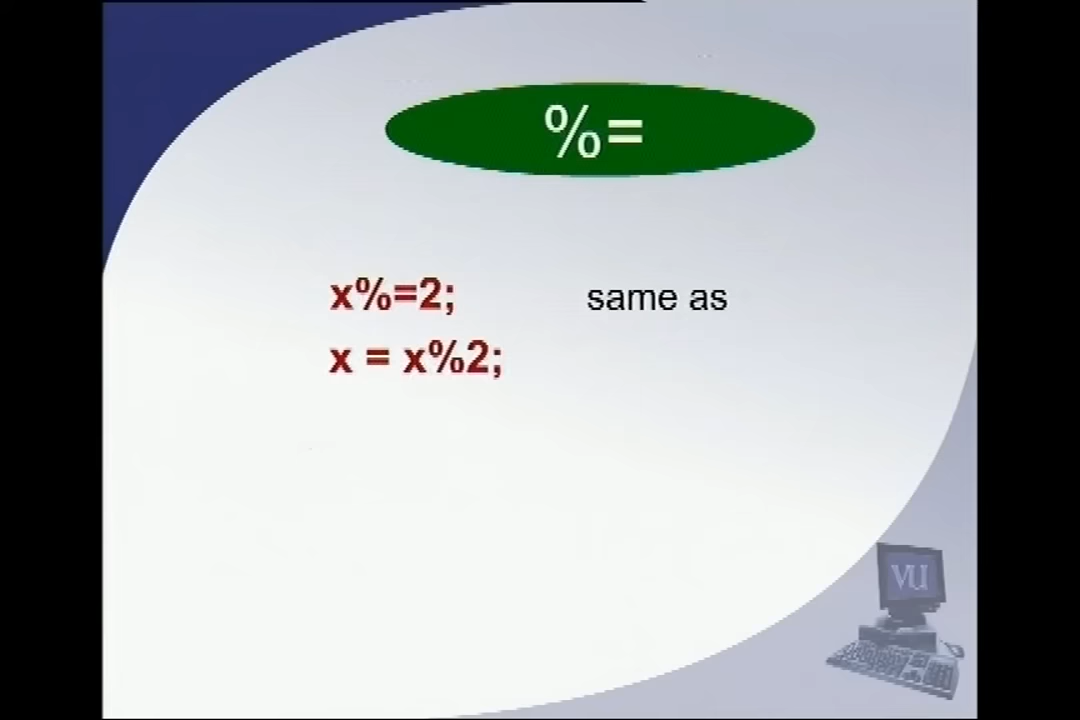 %=
x%=2; same as
x = x%2;
VU